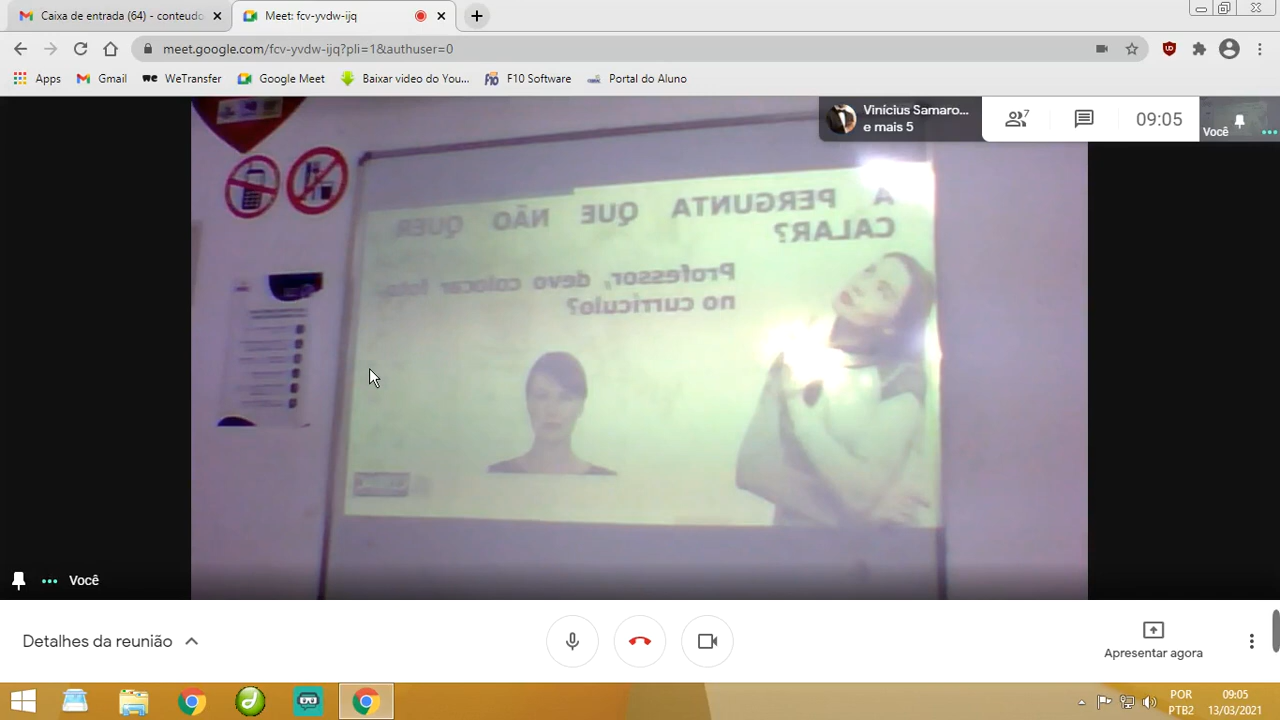 Caixa de entrada (64) - conteudo
Meet: fcv-yvdw-ijq
meet.google.com/fcv-yvdw-ijq?pli=1&authuser=0
Apps
Gmail
WeTransfer
Google Meet
Baixar video do You...
F10 Software
Portal do Aluno
Vinícius Samaro...
e mais 5
7
09:05
Você
A PERGUNTA QUE NÃO QUER
CALAR?
Professor, devo colocar foto
no currículo?
Você
Detalhes da reunião
Apresentar agora
POR
PTB2
09:05
13/03/2021